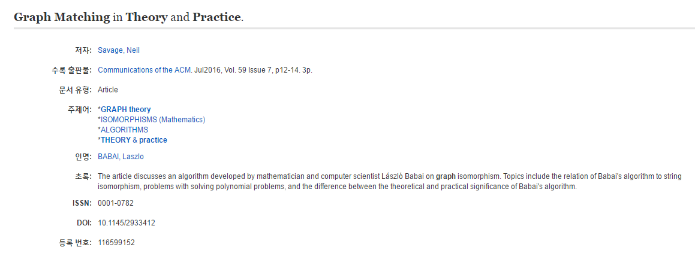 Graph Matching in Theory and Practice.
저자: Savage, Neil
수록 출판물: Communications of the ACM, Jul2016, Vol. 59 Issue 7, p12-14. 3p.
문서 유형: Article
주제어: *GRAPH theory
*ISOMORPHISMS (Mathematics)
*ALGORITHMS
*THEORY & practice
인명: BABAI, Laszlo
초록: The article discusses an algorithm developed by mathematician and computer scientist László Babai on graph isomorphism. Topics include the relation of Babai's algorithm to string
isomorphism, problems with solving polynomial problems, and the difference between the theoretical and practical significance of Babai's algorithm.
ISSN: 0001-0782
DOI: 10.1145/2933412
등록 번호: 116599152